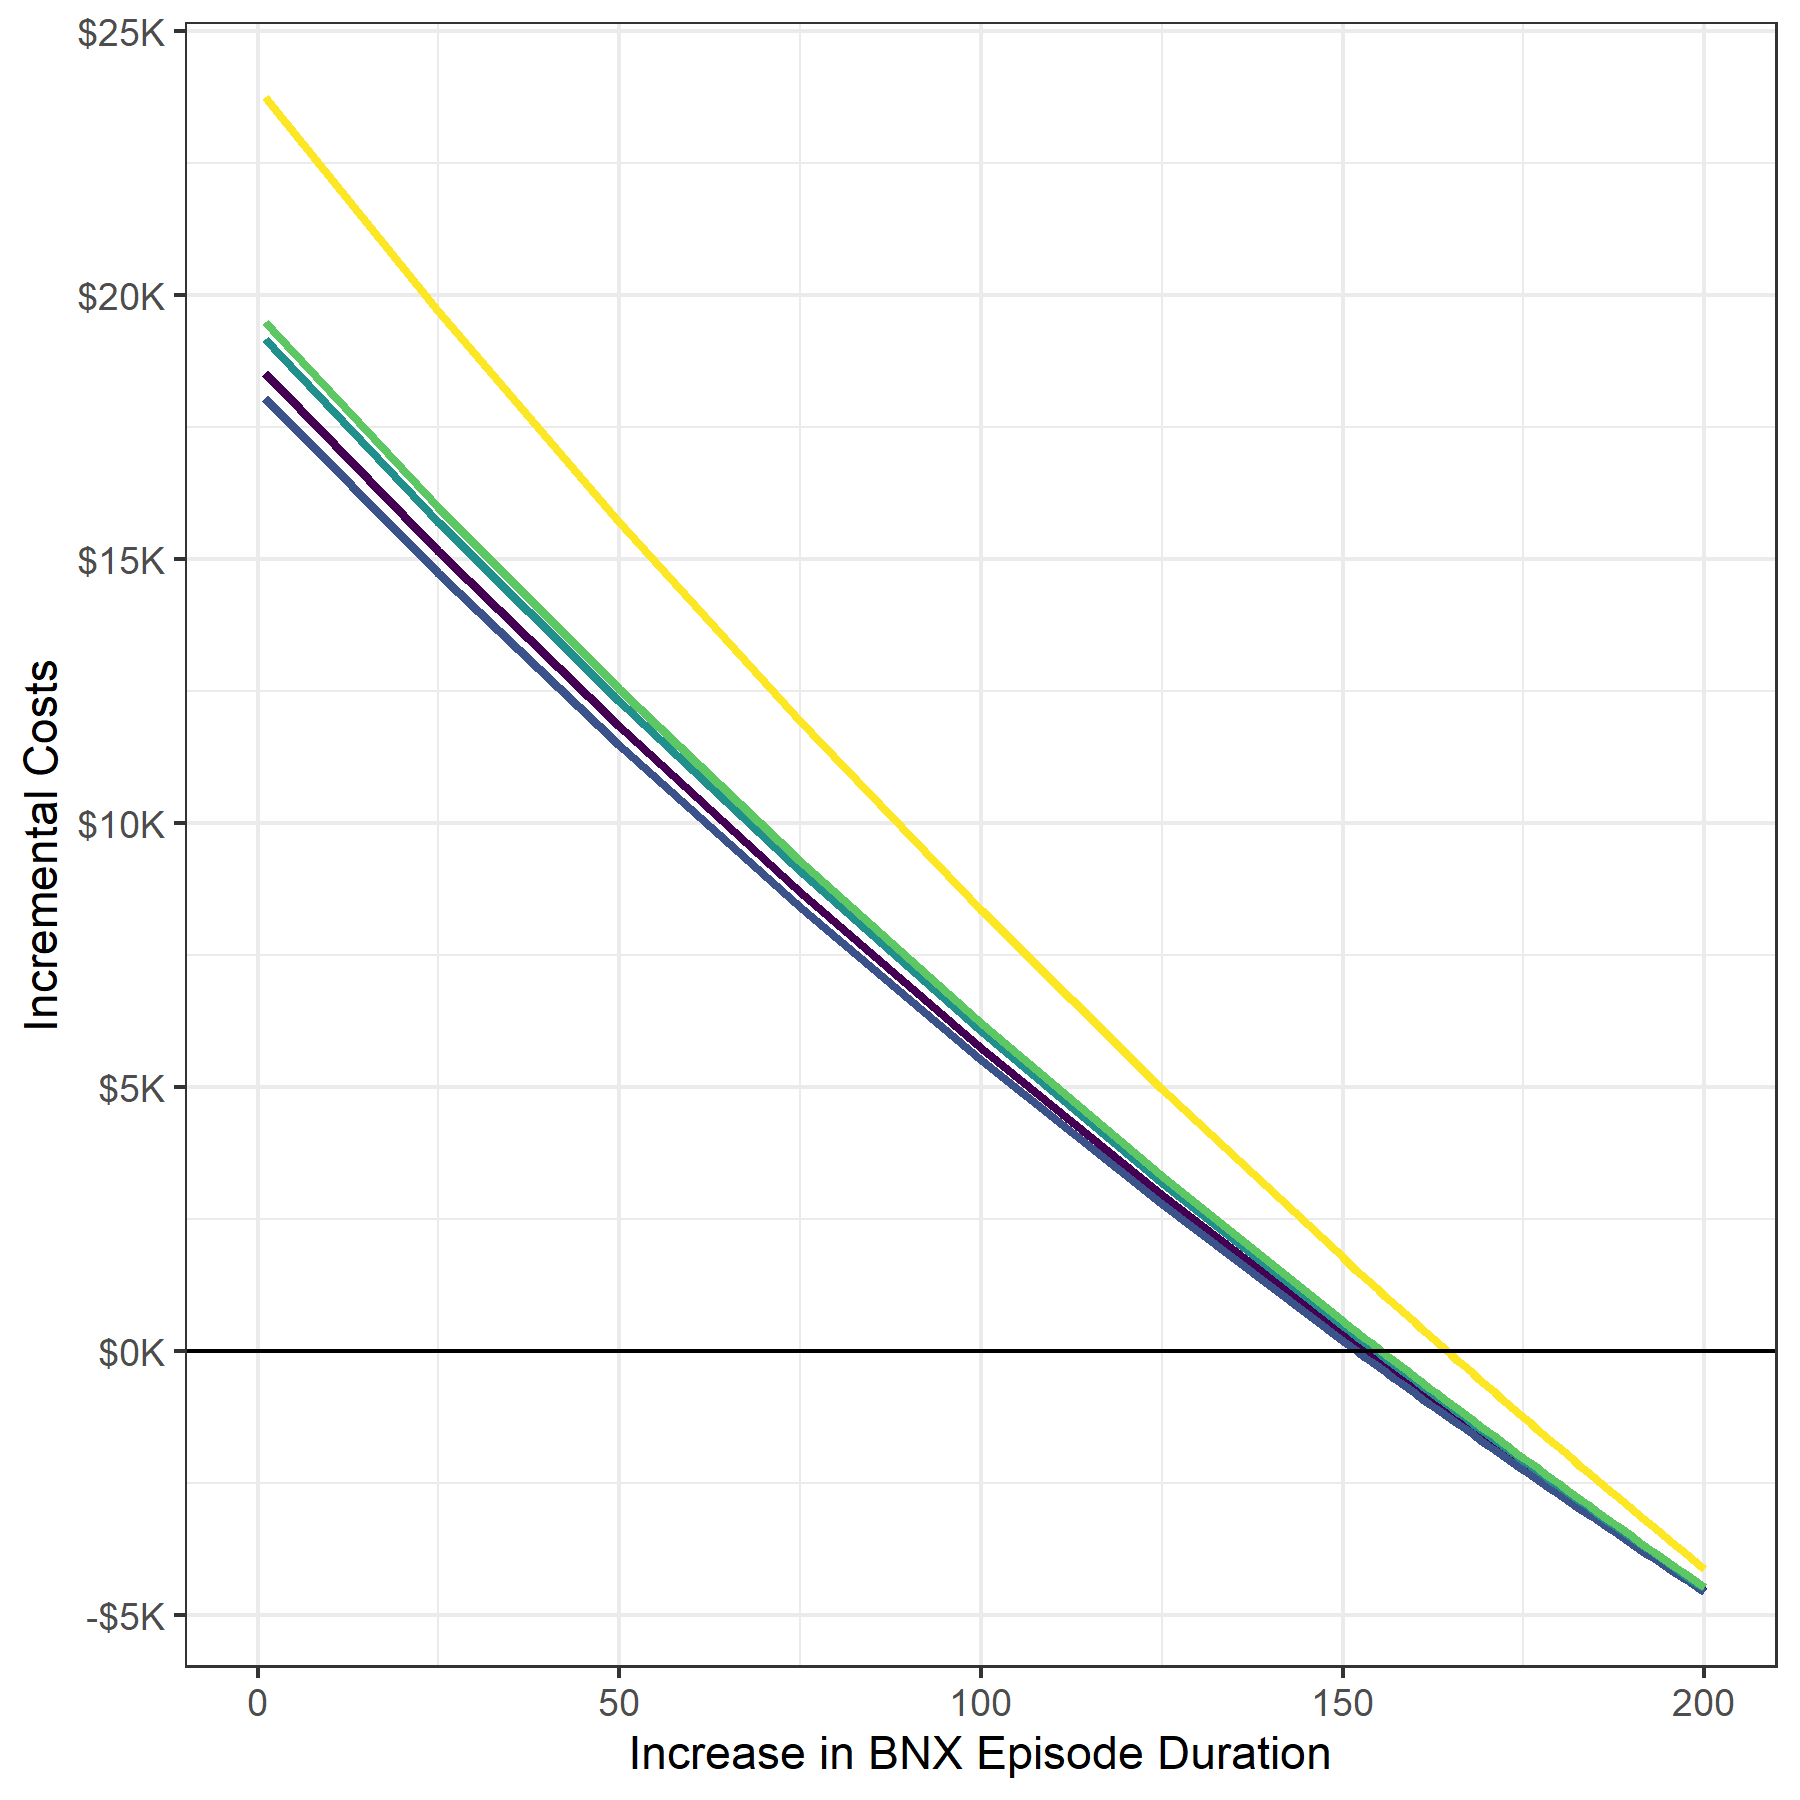 $25K
$20K
$15K
$10K
$5K
$0K
-$5K
Incremental Costs
0 50 100 150 200
Increase in BNX Episode Duration